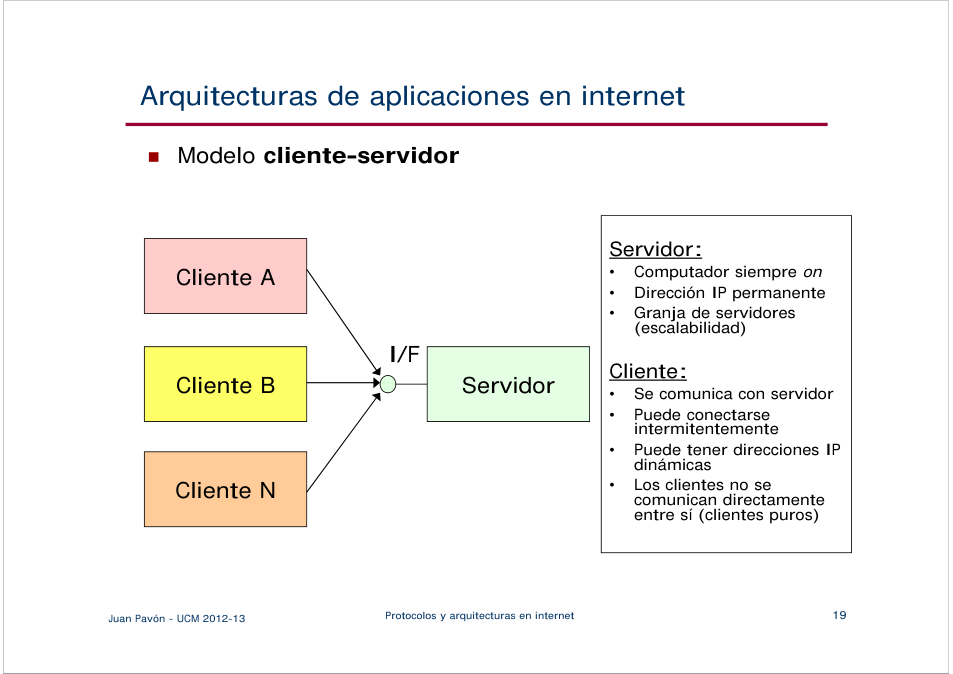 Arquitecturas de aplicaciones en internet
Modelo cliente-servidor
Cliente A
Cliente B
Cliente N
I/F
Servidor
Servidor:
• Computador siempre on
• Dirección IP permanente
• Granja de servidores
(escalabilidad)
Cliente:
• Se comunica con servidor
• Puede conectarse
intermitentemente
• Puede tener direcciones IP
dinámicas
• Los clientes no se
comunican directamente
entre sí (clientes puros)
Juan Pavón - UCM 2012-13
Protocolos y arquitecturas en internet
19